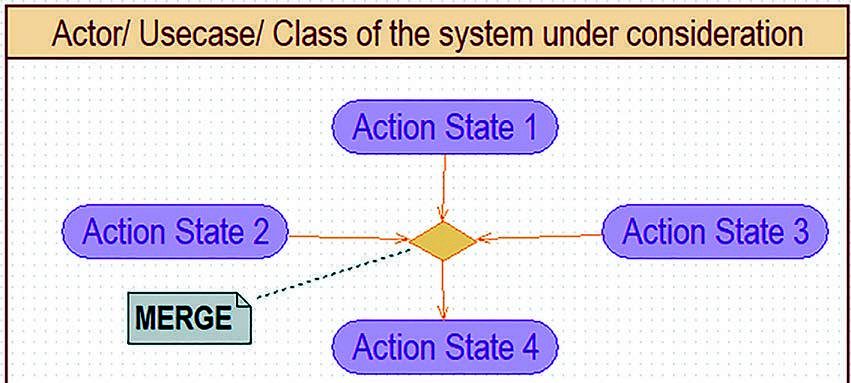 Actor/ Usecase/ Class of the system under consideration
Action State 1
Action State 2
Action State 3
MERGE
Action State 4